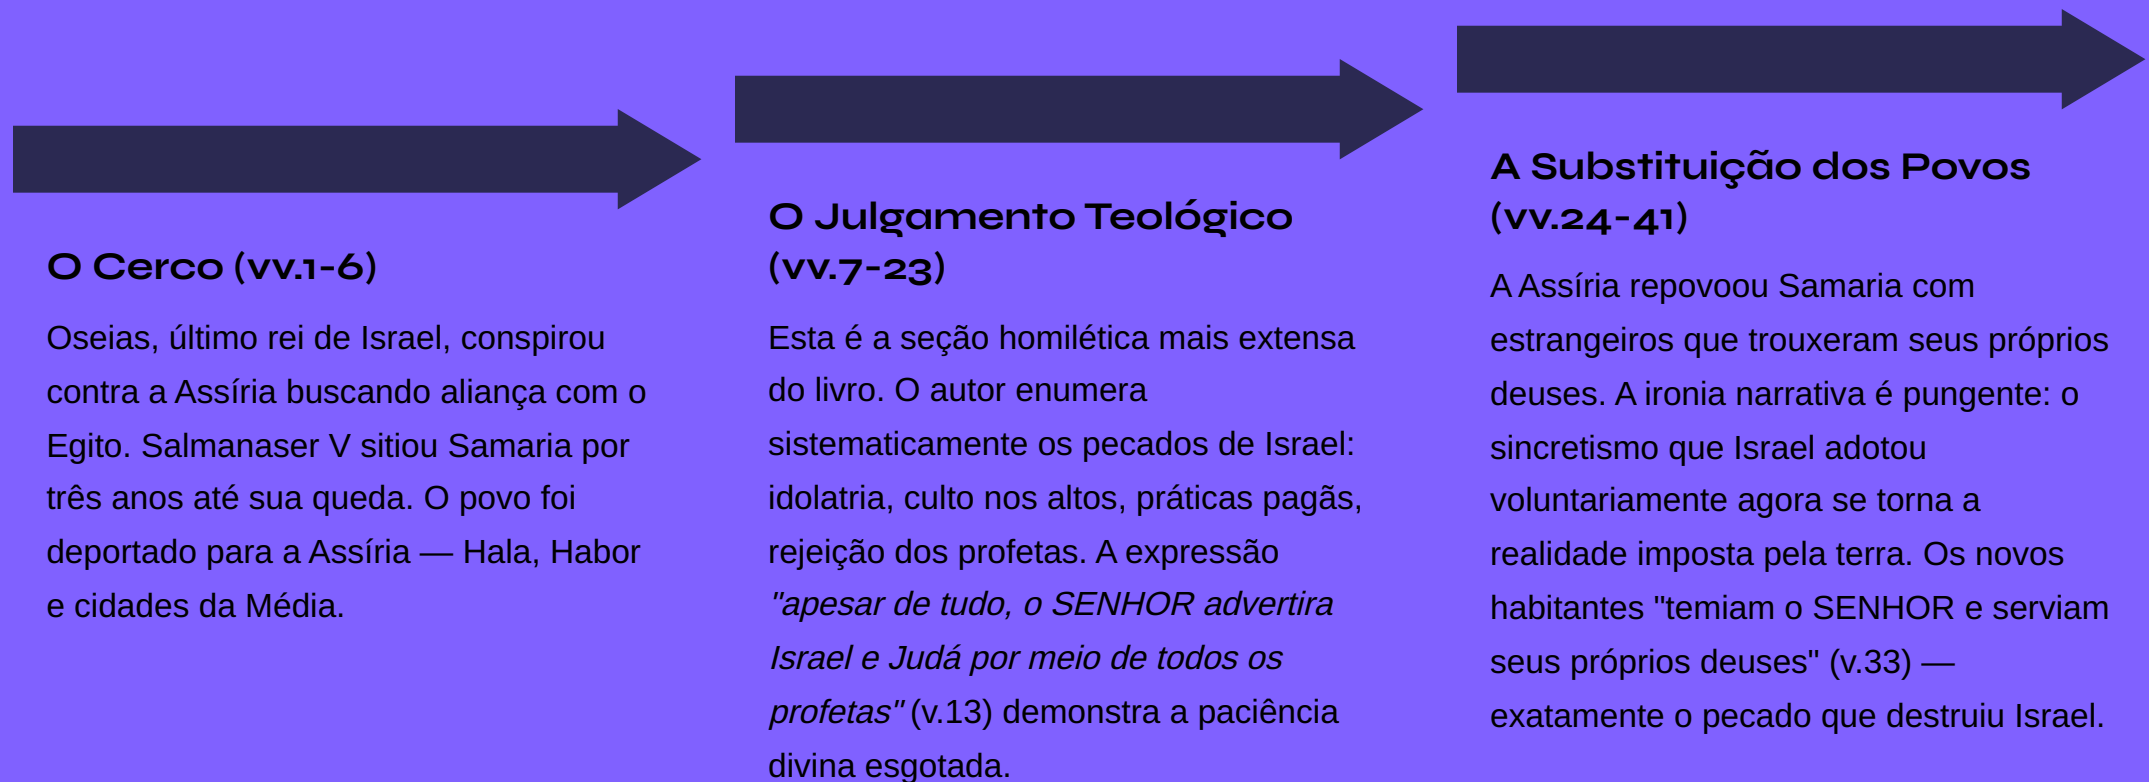 O Cerco (vv.1-6)
Oseias, último rei de Israel, conspirou
contra a Assíria buscando aliança com o
Egito. Salmanaser V sitiou Samaria por
três anos até sua queda. O povo foi
deportado para a Assíria — Hala, Habor
e cidades da Média.
O Julgamento Teológico
(vv.7-23)
Esta é a seção homilética mais extensa
do livro. O autor enumera
sistematicamente os pecados de Israel:
idolatria, culto nos altos, práticas pagãs,
rejeição dos profetas. A expressão
"apesar de tudo, o SENHOR advertira
Israel e Judá por meio de todos os
profetas" (v.13) demonstra a paciência
divina esgotada.
A Substituição dos Povos
(vv.24-41)
A Assíria repovoou Samaria com
estrangeiros que trouxeram seus próprios
deuses. A ironia narrativa é pungente: o
sincretismo que Israel adotou
voluntariamente agora se torna a
realidade imposta pela terra. Os novos
habitantes "temiam o SENHOR e serviam
seus próprios deuses" (v.33) —
exatamente o pecado que destruiu Israel.